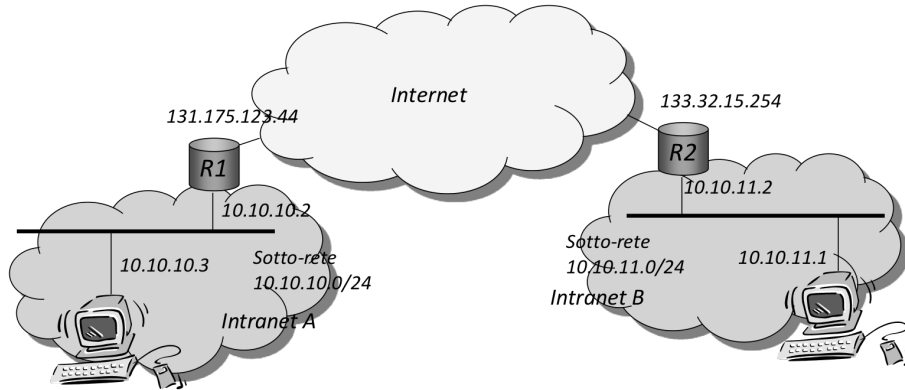 Internet
131.175.123.44
133.32.15.254
R1
R2
10.10.10.2
10.10.11.2
10.10.10.3
Sotto-rete
10.10.10.0/24
Intranet A
Sotto-rete
10.10.11.0/24
Intranet B
10.10.11.1